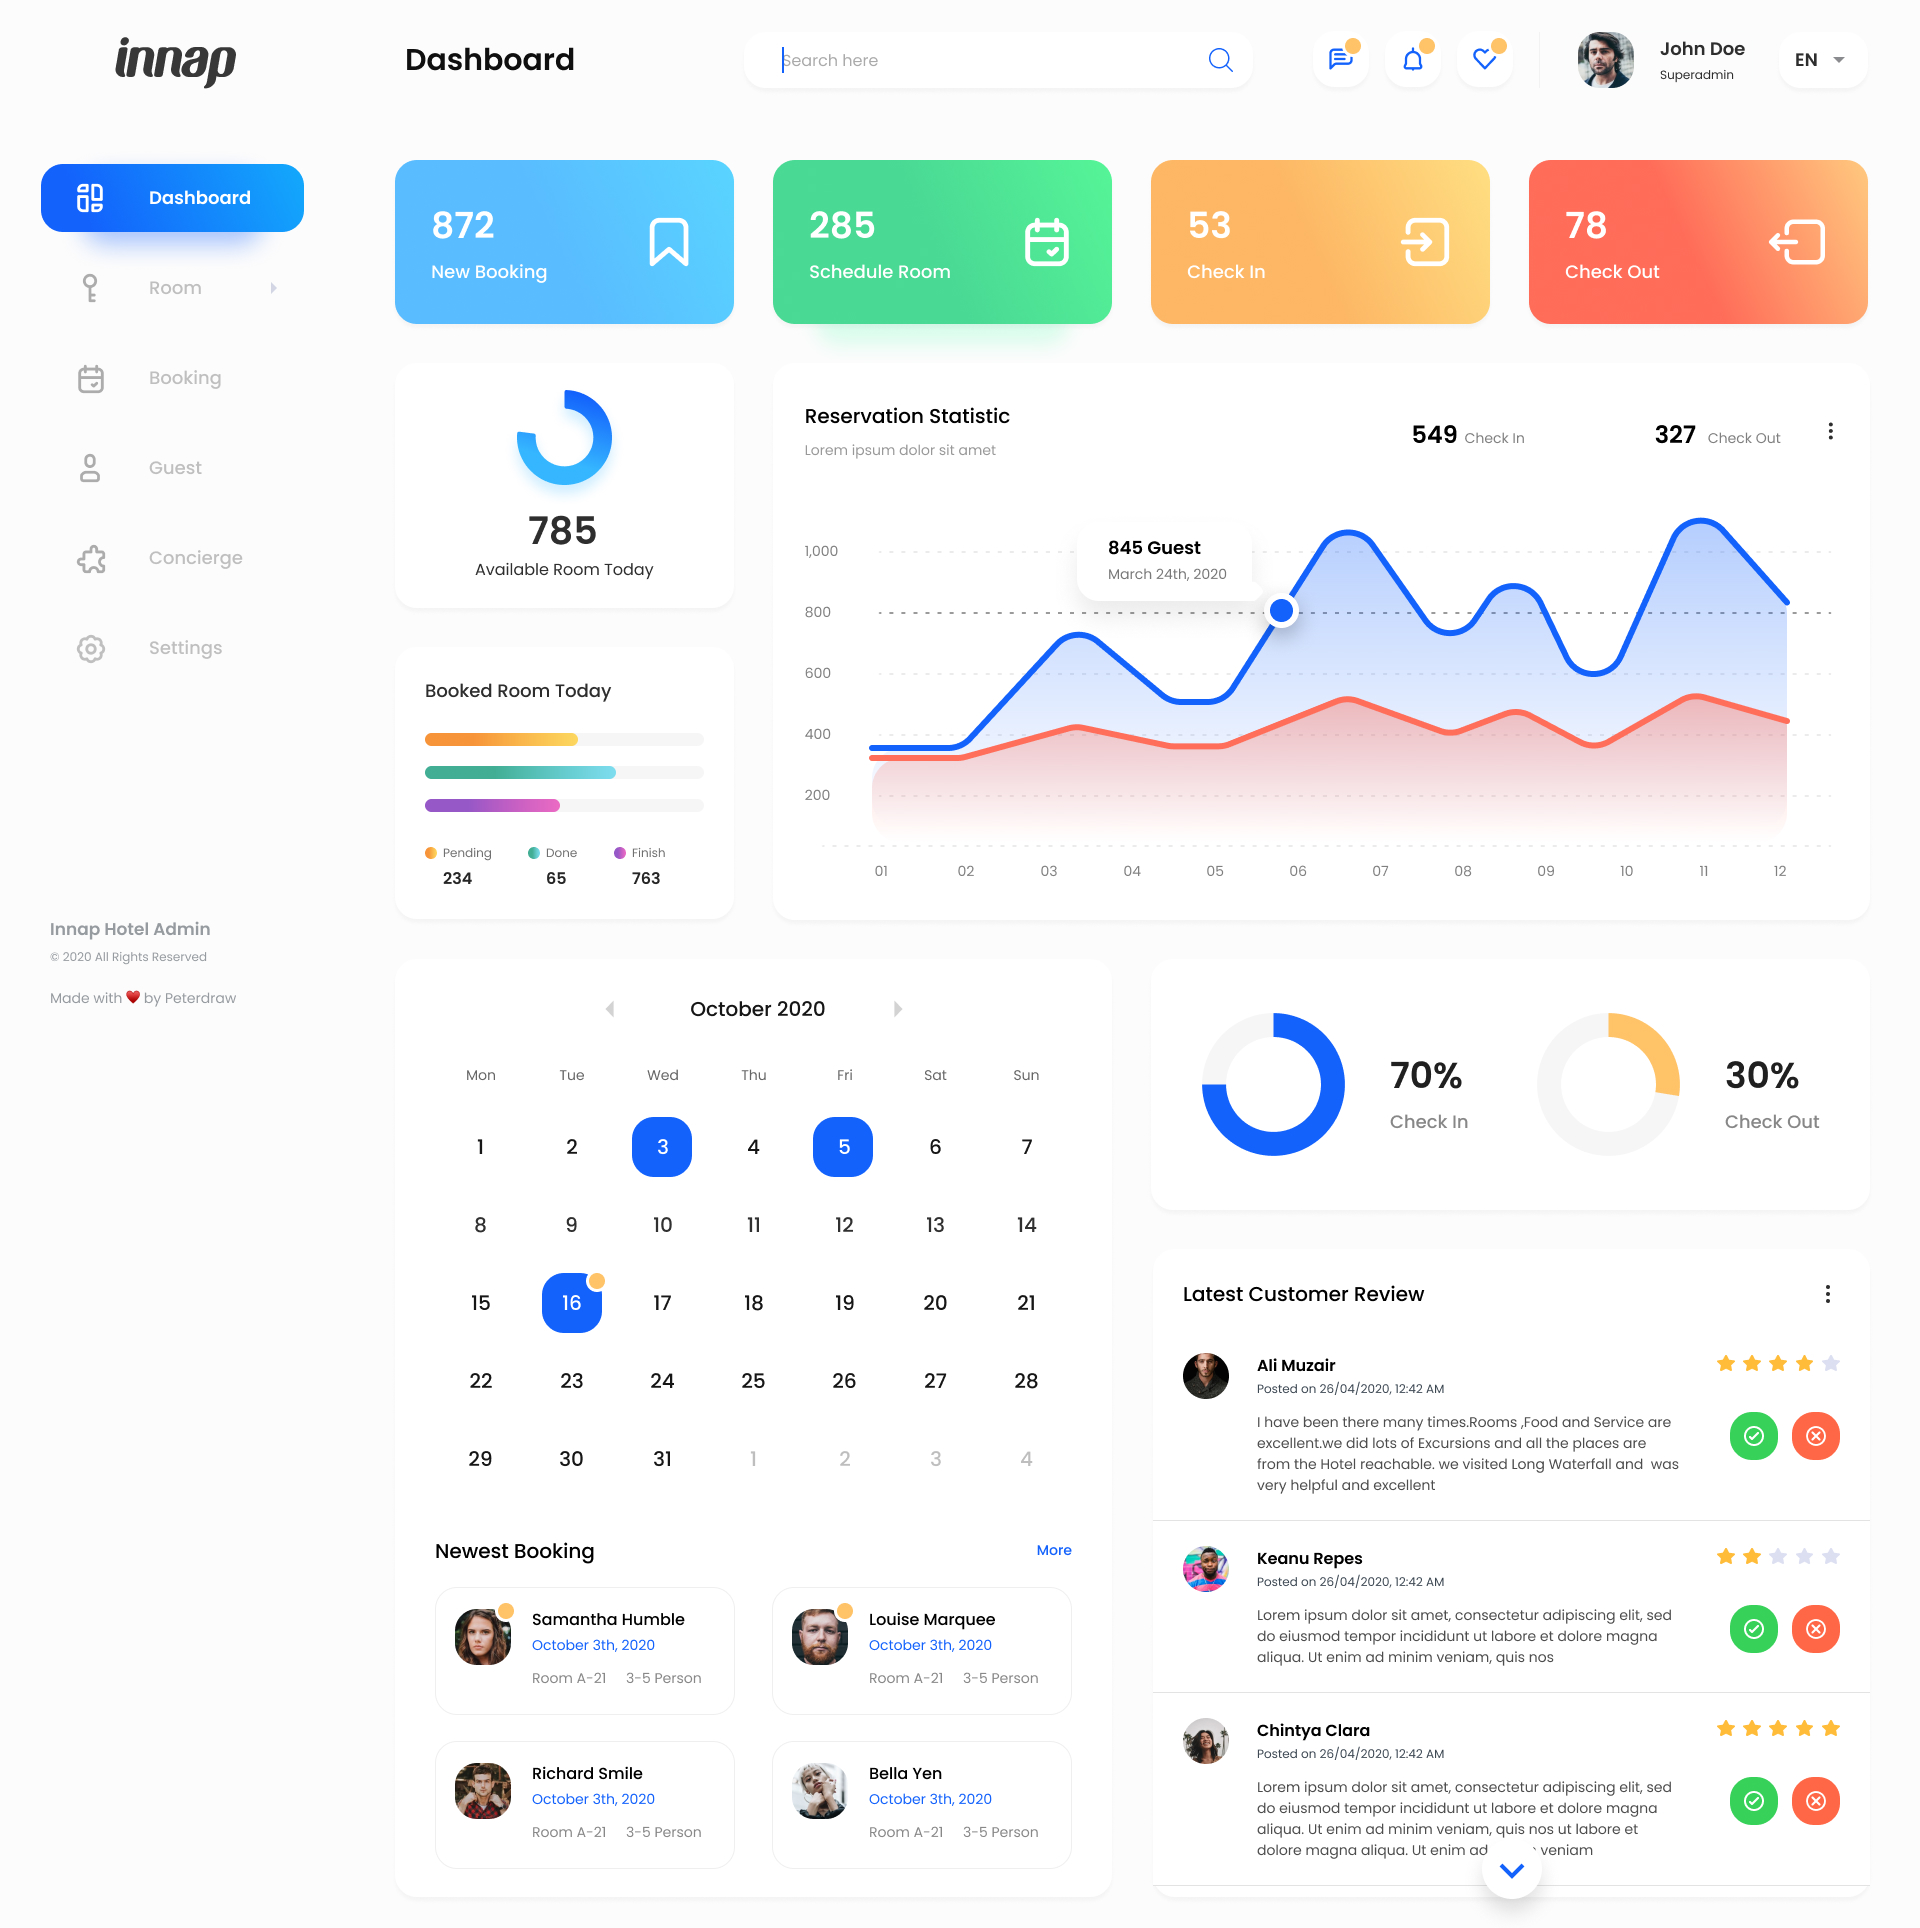 innap
Dashboard
Search here
John Doe
Superadmin
EN
Dashboard
Room
Booking
Guest
Concierge
Settings
Innap Hotel Admin
© 2020 All Rights Reserved
Made with ❤ by Peterdraw
872
New Booking
285
Schedule Room
53
Check In
78
Check Out
785
Available Room Today
Booked Room Today
Pending Done Finish
234 65 763
Reservation Statistic
Lorem ipsum dolor sit amet
549 Check In 327 Check Out
845 Guest
March 24th, 2020
1,000
800
600
400
200
01 02 03 04 05 06 07 08 09 10 11 12
October 2020
Mon Tue Wed Thu Fri Sat Sun
1 2 3 4 5 6 7
8 9 10 11 12 13 14
15 16 17 18 19 20 21
22 23 24 25 26 27 28
29 30 31 1 2 3 4
Newest Booking More
Samantha Humble
October 3th, 2020
Room A-21 3-5 Person
Louise Marquee
October 3th, 2020
Room A-21 3-5 Person
Richard Smile
October 3th, 2020
Room A-21 3-5 Person
Bella Yen
October 3th, 2020
Room A-21 3-5 Person
70%
Check In
30%
Check Out
Latest Customer Review
Ali Muzair
Posted on 26/04/2020, 12:42 AM
I have been there many times.Rooms ,Food and Service are
excellent.we did lots of Excursions and all the places are
from the Hotel reachable. we visited Long Waterfall and  was
very helpful and excellent
Keanu Repes
Posted on 26/04/2020, 12:42 AM
Lorem ipsum dolor sit amet, consectetur adipiscing elit, sed
do eiusmod tempor incididunt ut labore et dolore magna
aliqua. Ut enim ad minim veniam, quis nos
Chintya Clara
Posted on 26/04/2020, 12:42 AM
Lorem ipsum dolor sit amet, consectetur adipiscing elit, sed
do eiusmod tempor incididunt ut labore et dolore magna
aliqua. Ut enim ad minim veniam, quis nos ut labore et
dolore magna aliqua. Ut enim ad veniam